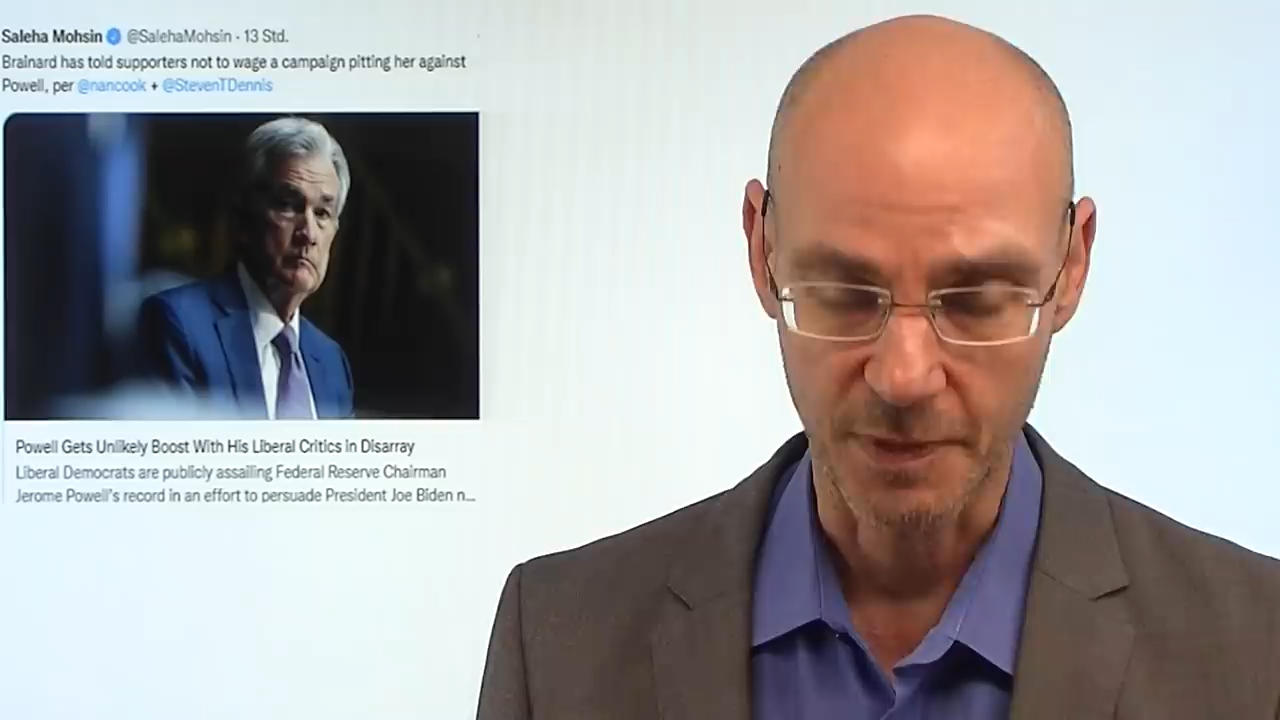 Saleha Mohsin @SalehaMohsin · 13 Std.
Brainard has told supporters not to wage a campaign pitting her against
Powell, per @nancook + @StevenTDennis
Powell Gets Unlikely Boost With His Liberal Critics in Disarray
Liberal Democrats are publicly assailing Federal Reserve Chairman
Jerome Powell's record in an effort to persuade President Joe Biden n...